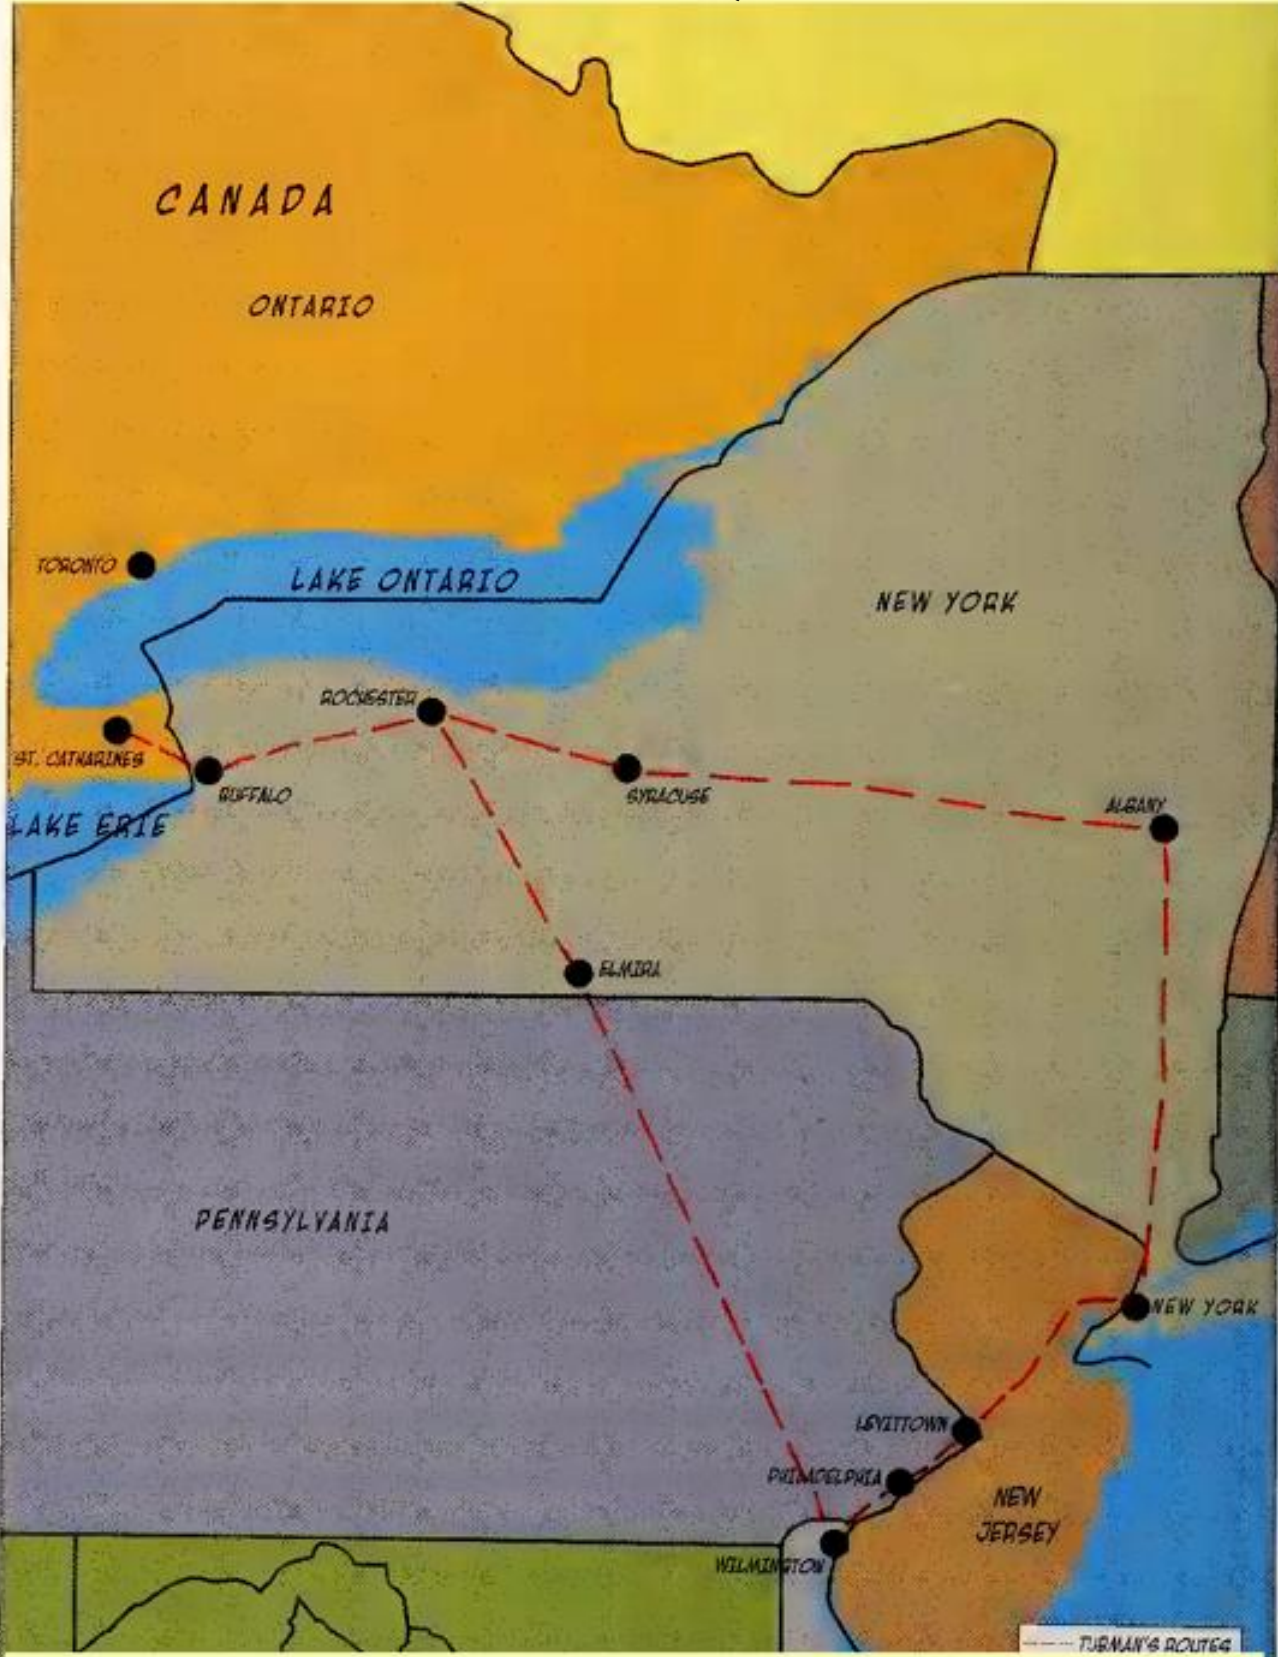 CANADA
ONTARIO
TORONTO
LAKE ONTARIO
NEW YORK
ROCHESTER
ST. CATHARINES
BUFFALO
SYRACUSE
ALBANY
LAKE ERIE
ELMIRA
PENNSYLVANIA
NEW YORK
LEVITTOWN
PHILADELPHIA
NEW
JERSEY
WILMINGTON
TUBMAN'S ROUTES